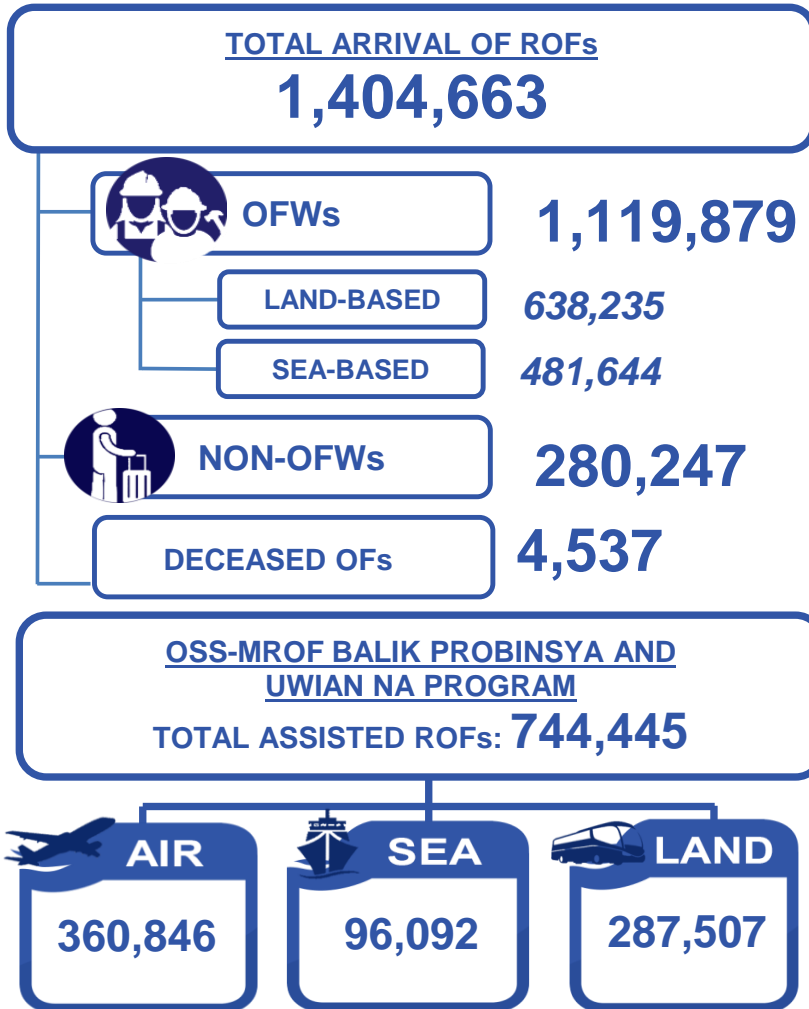 TOTAL ARRIVAL OF ROFs
1,404,663
OFWs 1,119,879
LAND-BASED 638,235
SEA-BASED 481,644
NON-OFWs 280,247
DECEASED OFs 4,537
OSS-MROF BALIK PROBINSYA AND
UWIAN NA PROGRAM
TOTAL ASSISTED ROFs: 744,445
AIR SEA LAND
360,846 96,092 287,507